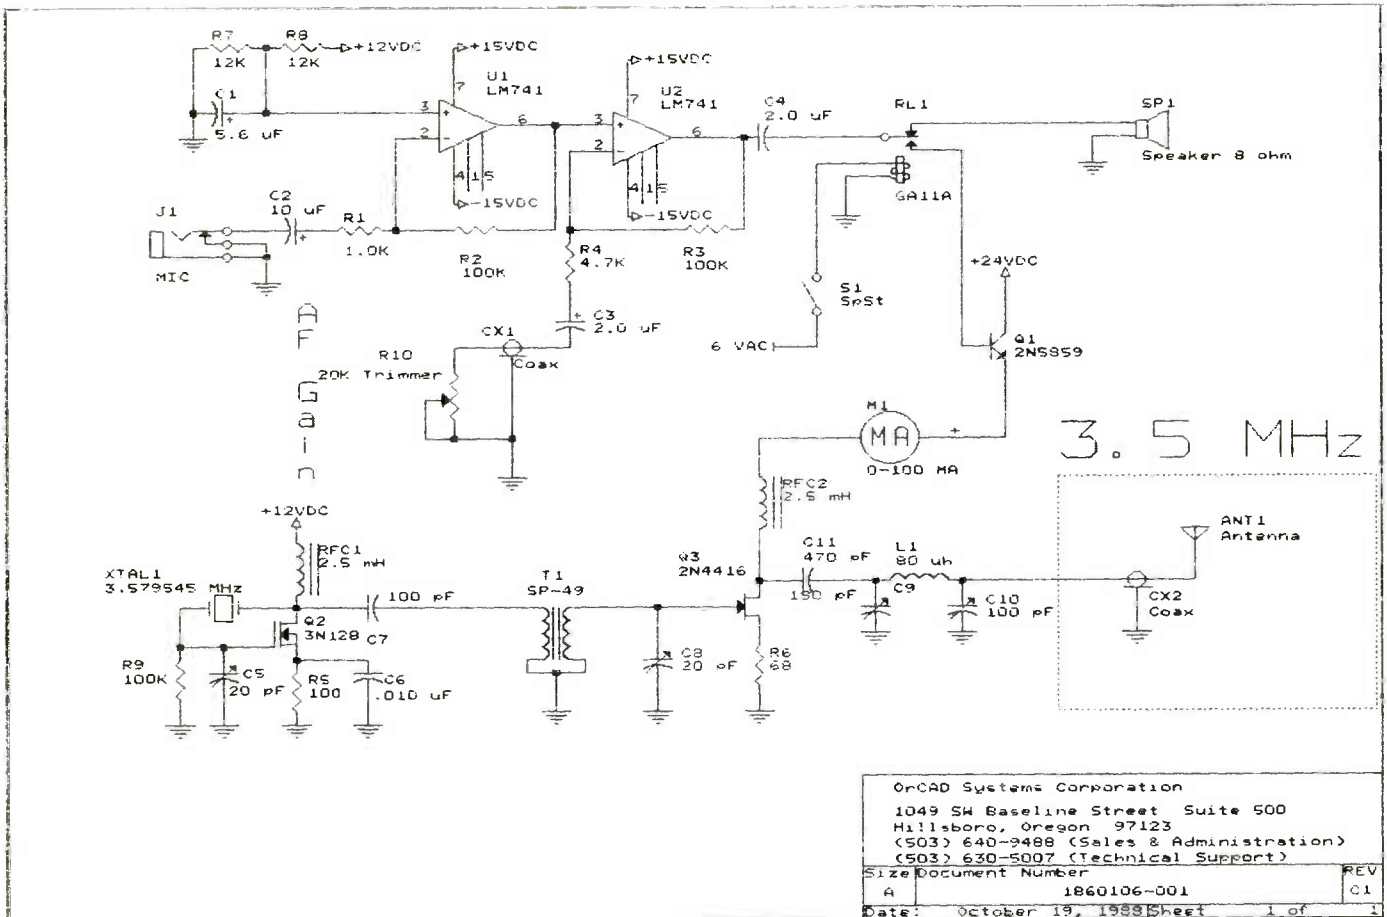 R7
12K
R8
12K
+12VDC
C1
5.6 uF
+15VDC
U1
LM741
7
3
2
6
4 1 5
-15VDC
+15VDC
U2
LM741
7
3
2
6
4 1 5
-15VDC
C4
2.0 uF
RL1
GA11A
SP1
Speaker 8 ohm
J1
MIC
C2
10 uF
R1
1.0K
R2
100K
R4
4.7K
R3
100K
C3
2.0 uF
CX1
Coax
R10
20K Trimmer
AF Gain
S1
SpSt
6 VAC
+24VDC
Q1
2N5859
M1
MA
+
0-100 MA
3.5 MHz
RFC2
2.5 mH
+12VDC
RFC1
2.5 mH
XTAL1
3.579545 MHz
Q2
3N128
100 pF
C7
R9
100K
C5
20 pF
R5
100
C6
.010 uF
T1
SP-49
C8
20 pF
Q3
2N4416
R6
68
C11
470 pF
L1
80 uh
150 pF
C9
C10
100 pF
ANT1
Antenna
CX2
Coax
OrCAD Systems Corporation
1049 SW Baseline Street Suite 500
Hillsboro, Oregon 97123
(503) 640-9488 (Sales & Administration)
(503) 630-5007 (Technical Support)
Size Document Number REV
A 1860106-001 C1
Date: October 19, 1988 Sheet 1 of 1